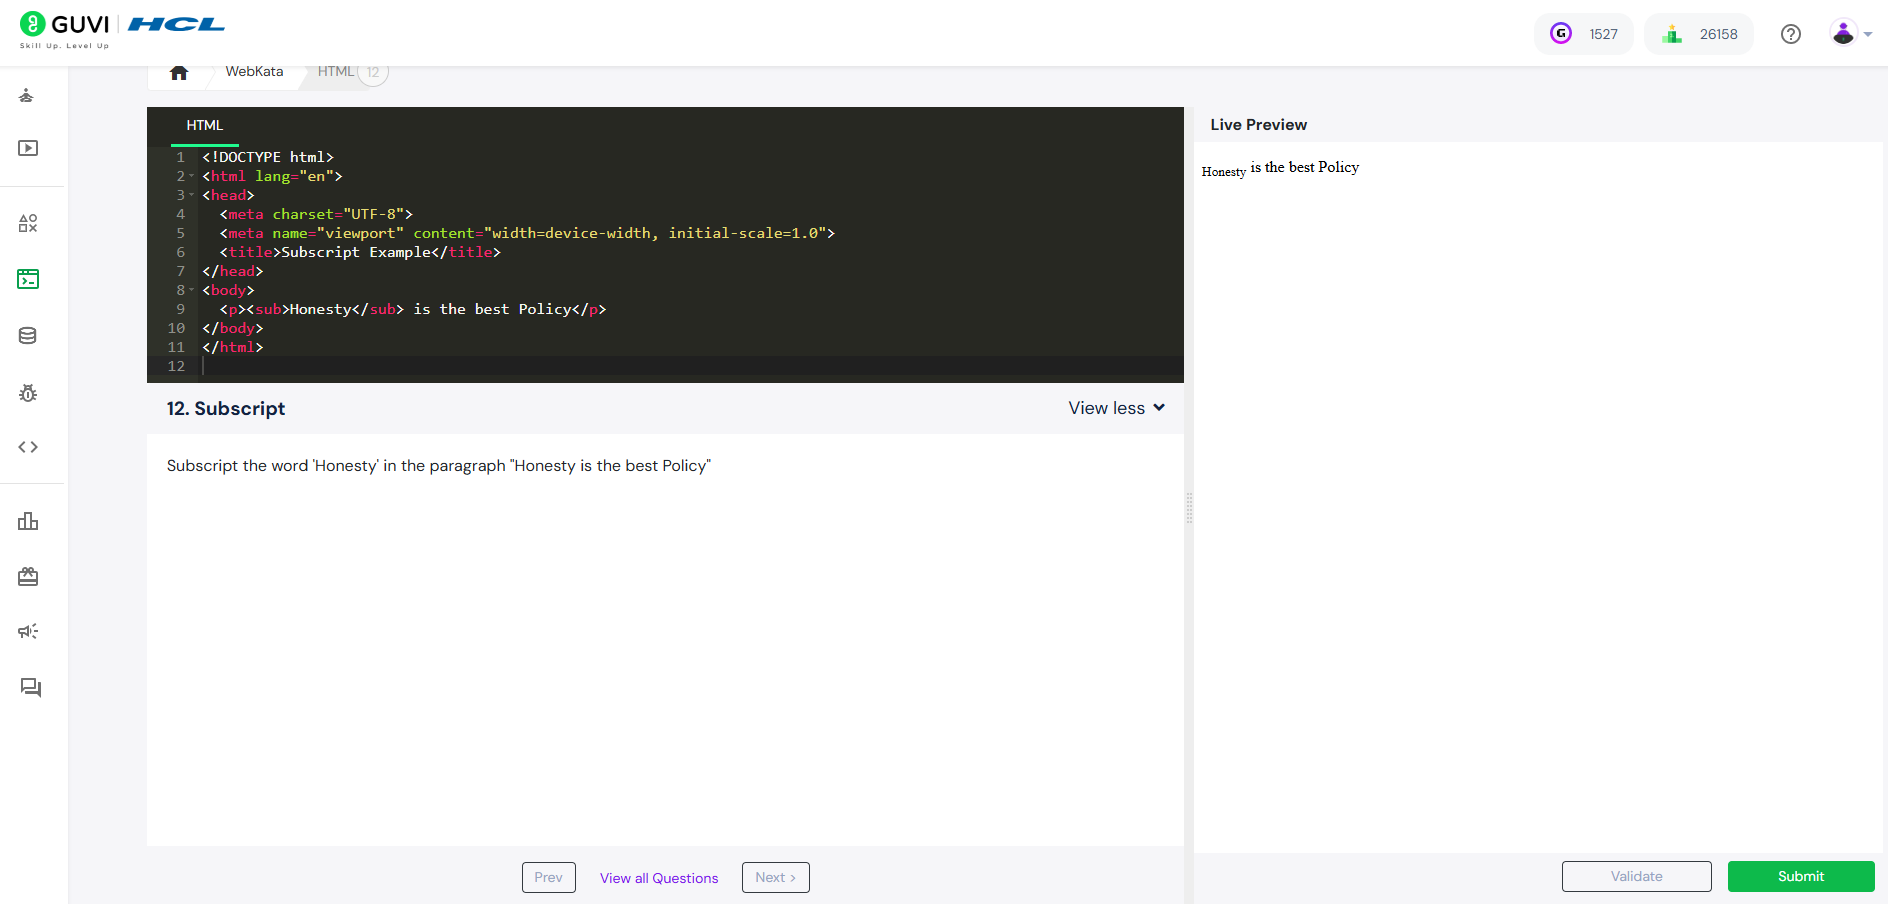 GUVI | HCL
Skill Up. Level Up
1527
26158
WebKata
HTML
12
HTML
1 <!DOCTYPE html>
2 <html lang="en">
3 <head>
4   <meta charset="UTF-8">
5   <meta name="viewport" content="width=device-width, initial-scale=1.0">
6   <title>Subscript Example</title>
7 </head>
8 <body>
9   <p><sub>Honesty</sub> is the best Policy</p>
10 </body>
11 </html>
12
12. Subscript
View less
Subscript the word 'Honesty' in the paragraph "Honesty is the best Policy"
Prev
View all Questions
Next >
Live Preview
Honesty is the best Policy
Validate
Submit